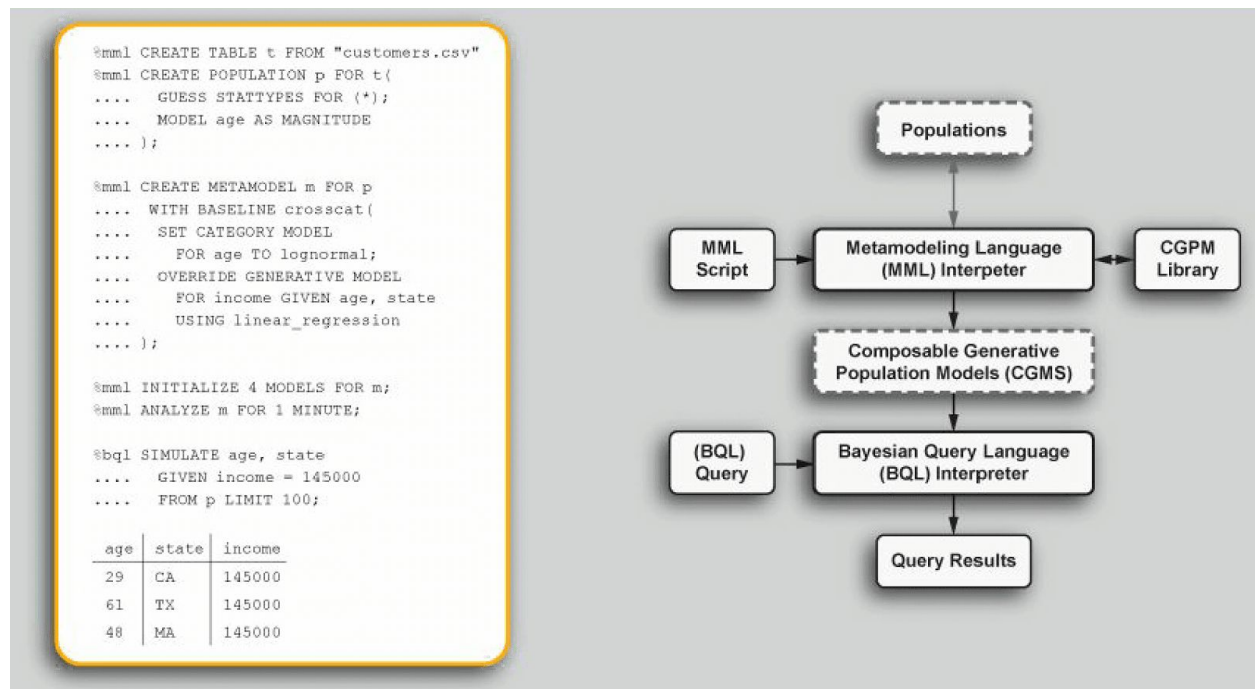 %mml CREATE TABLE t FROM "customers.csv"
%mml CREATE POPULATION p FOR t(
.... GUESS STATTYPES FOR (*);
.... MODEL age AS MAGNITUDE
.... );
%mml CREATE METAMODEL m FOR p
.... WITH BASELINE crosscat(
.... SET CATEGORY MODEL
.... FOR age TO lognormal;
.... OVERRIDE GENERATIVE MODEL
.... FOR income GIVEN age, state
.... USING linear_regression
.... );
%mml INITIALIZE 4 MODELS FOR m;
%mml ANALYZE m FOR 1 MINUTE;
%bql SIMULATE age, state
.... GIVEN income = 145000
.... FROM p LIMIT 100;
age state income
29 CA 145000
61 TX 145000
48 MA 145000
Populations
MML
Script
Metamodeling Language
(MML) Interpeter
CGPM
Library
Composable Generative
Population Models (CGMS)
(BQL)
Query
Bayesian Query Language
(BQL) Interpreter
Query Results